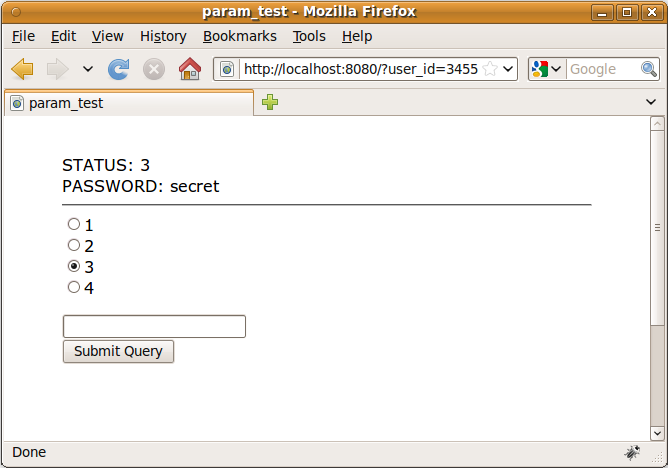 param_test - Mozilla Firefox
File Edit View History Bookmarks Tools Help
http://localhost:8080/?user_id=3455 Google
param_test
STATUS: 3
PASSWORD: secret
1
2
3
4
Submit Query
Done